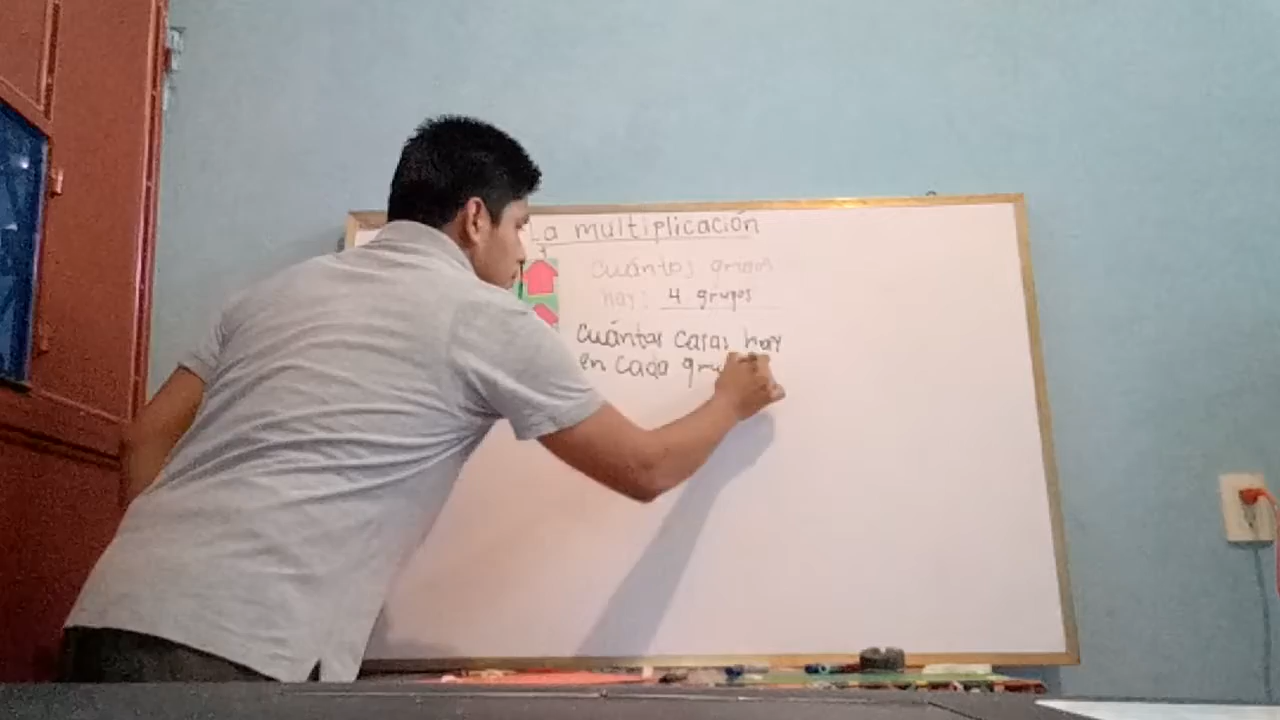 La multiplicación
Cuántos grupos
hay: 4 grupos
Cuántas casas hay
en cada gru